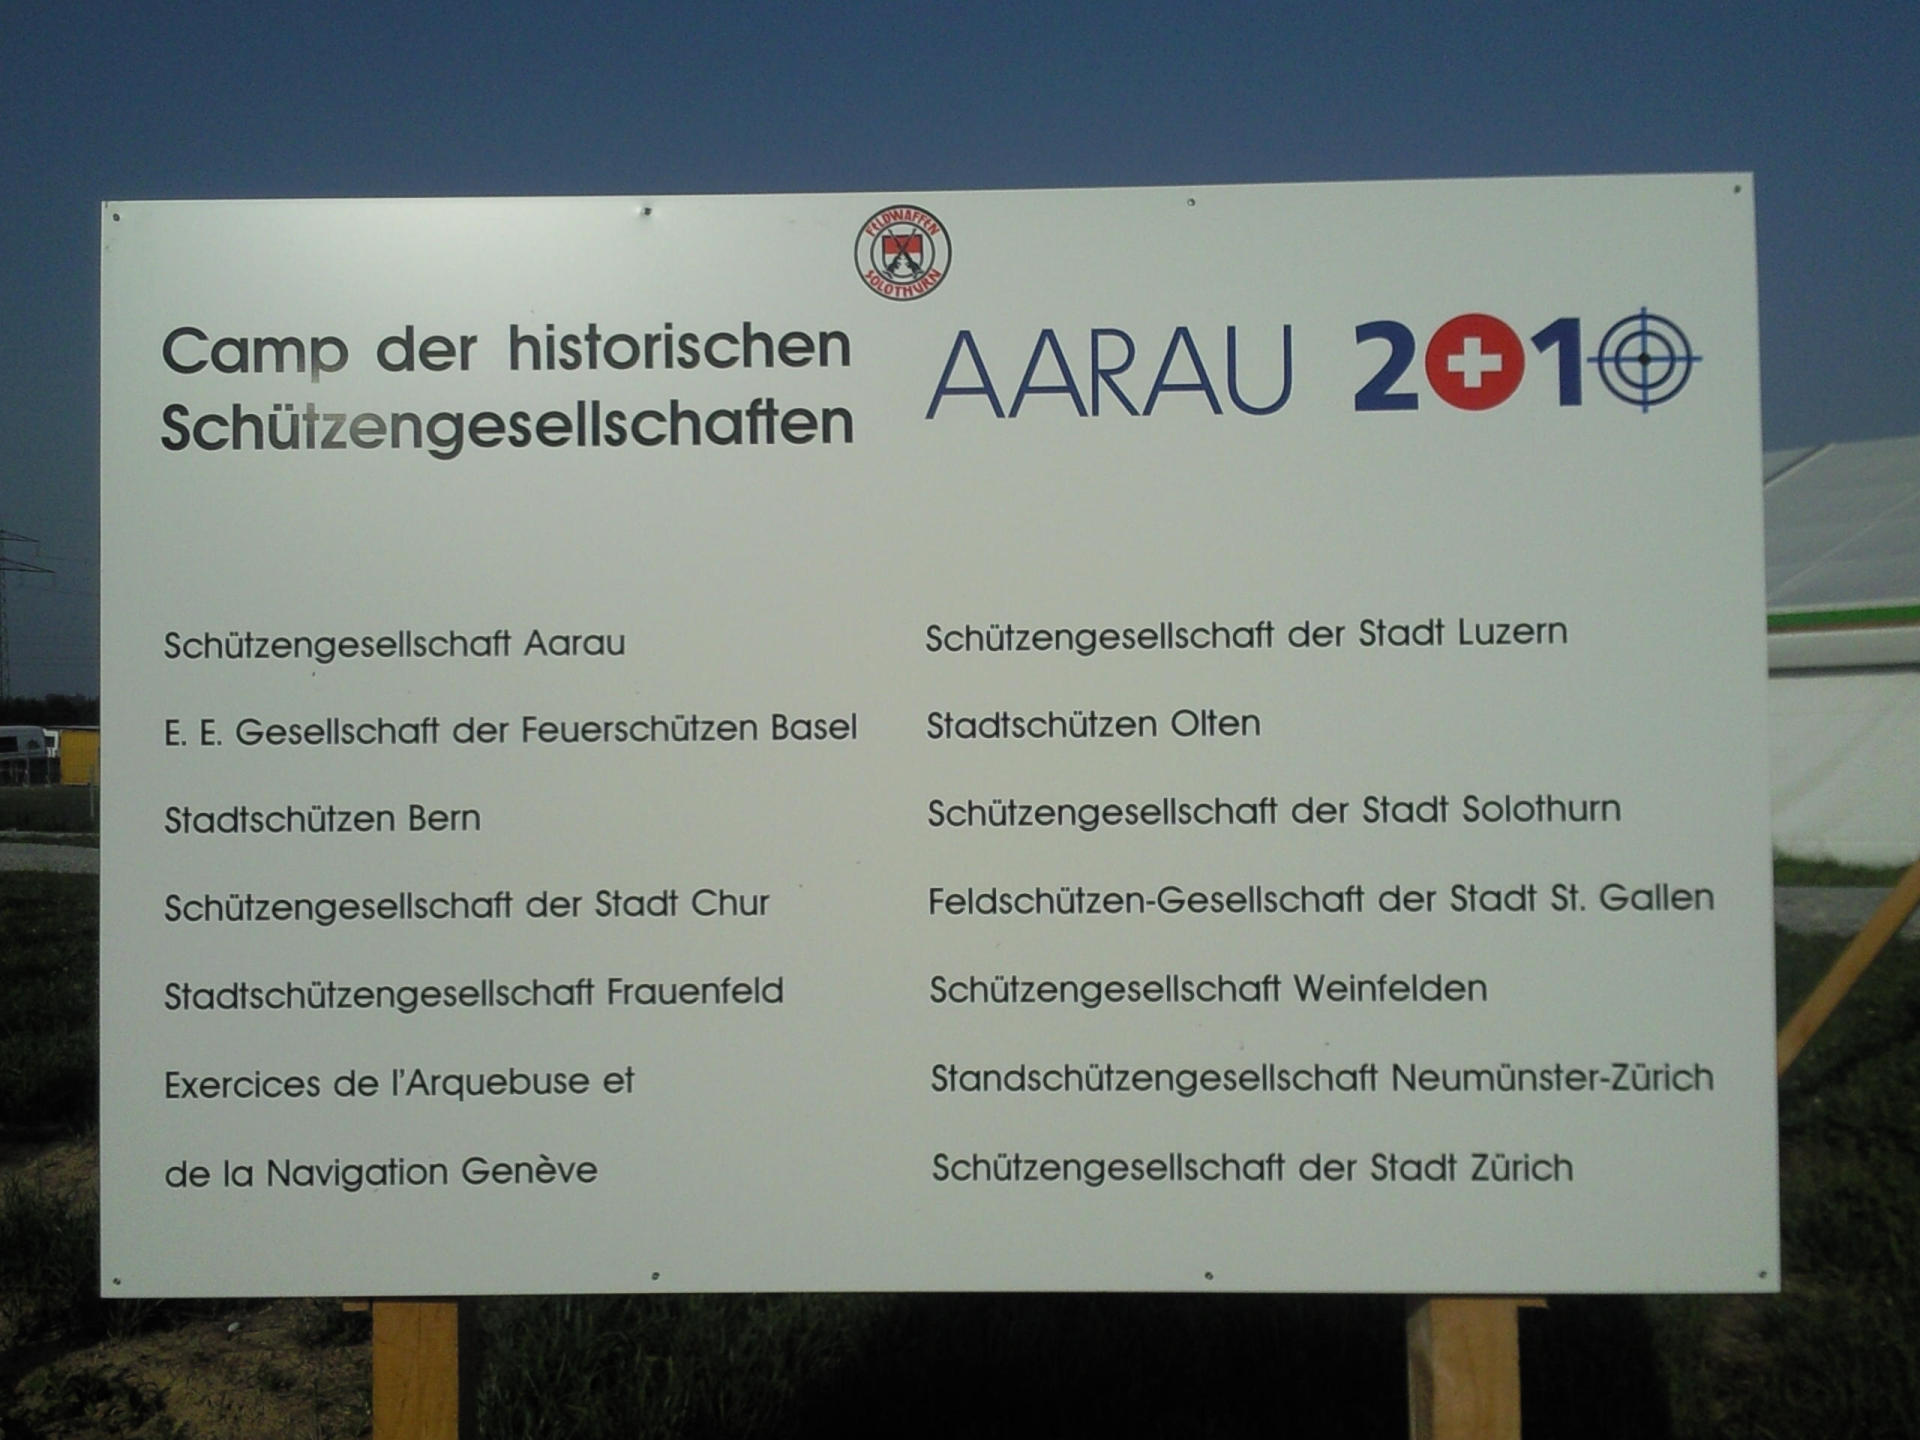 FELDWAFFEN
SOLOTHURN
Camp der historischen
Schützengesellschaften
AARAU 2010
Schützengesellschaft Aarau
E. E. Gesellschaft der Feuerschützen Basel
Stadtschützen Bern
Schützengesellschaft der Stadt Chur
Stadtschützengesellschaft Frauenfeld
Exercices de l'Arquebuse et
de la Navigation Genève
Schützengesellschaft der Stadt Luzern
Stadtschützen Olten
Schützengesellschaft der Stadt Solothurn
Feldschützen-Gesellschaft der Stadt St. Gallen
Schützengesellschaft Weinfelden
Standschützengesellschaft Neumünster-Zürich
Schützengesellschaft der Stadt Zürich